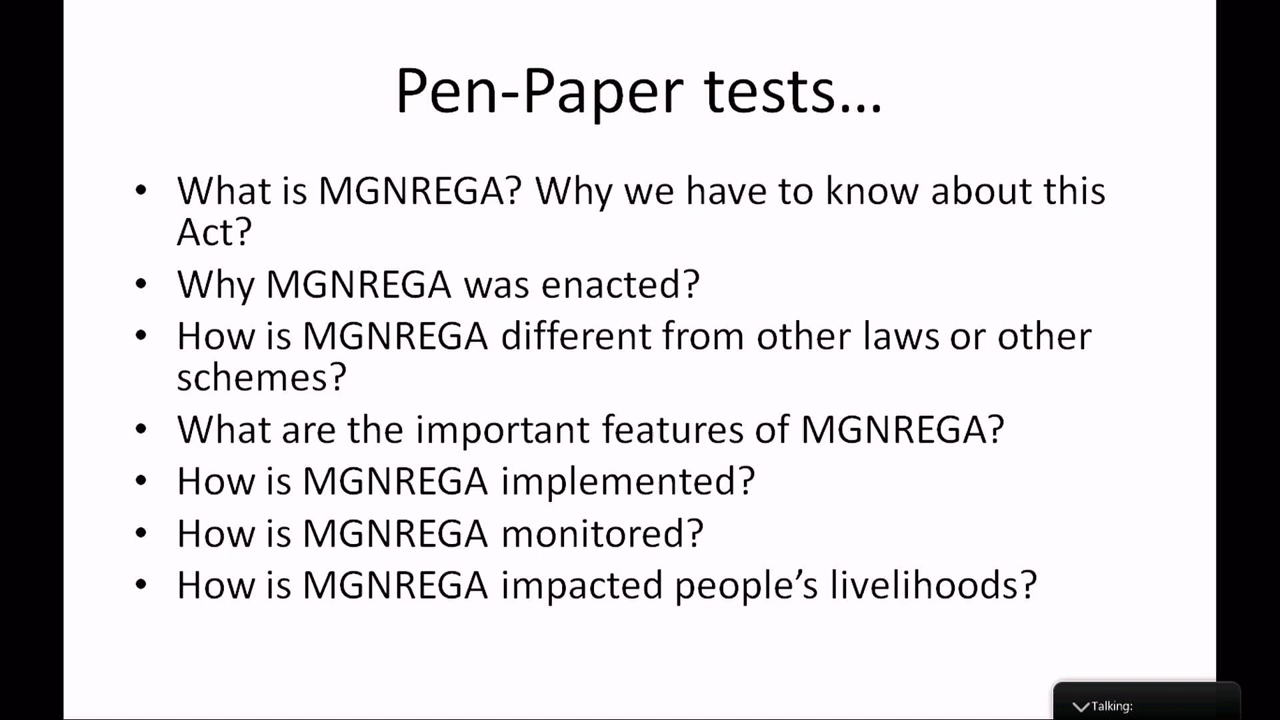 Pen-Paper tests...
• What is MGNREGA? Why we have to know about this
Act?
• Why MGNREGA was enacted?
• How is MGNREGA different from other laws or other
schemes?
• What are the important features of MGNREGA?
• How is MGNREGA implemented?
• How is MGNREGA monitored?
• How is MGNREGA impacted people’s livelihoods?
Talking: